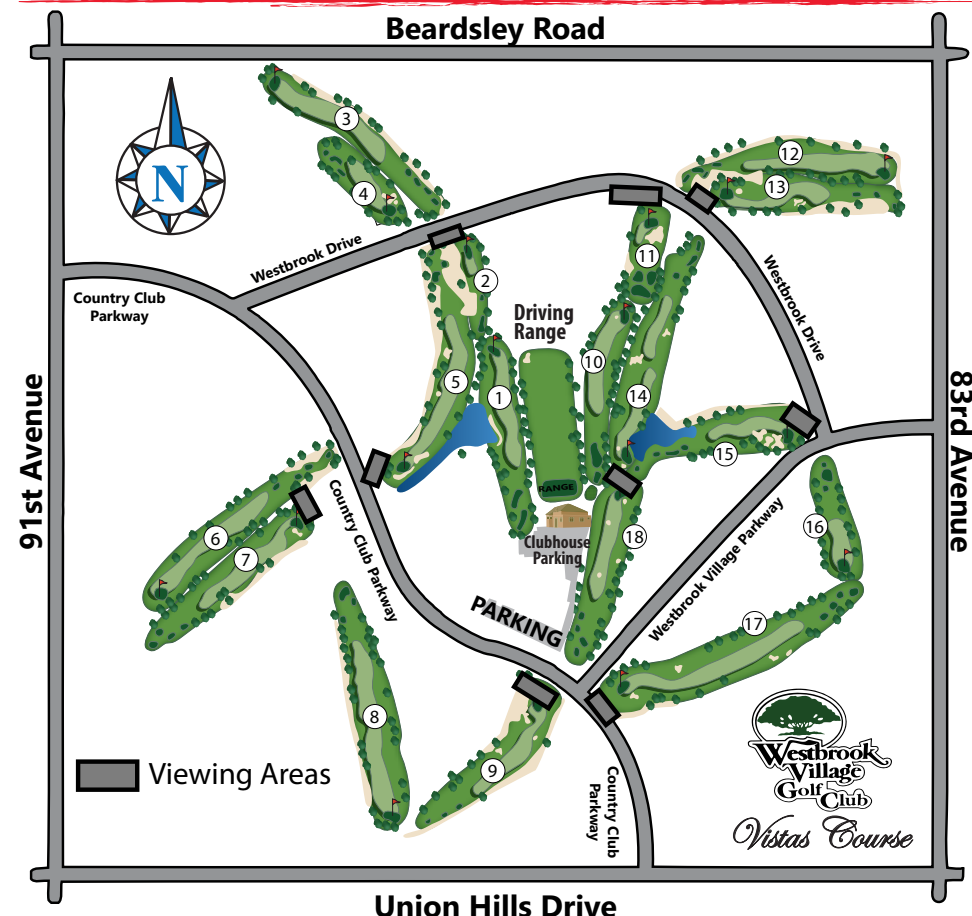 Beardsley Road
N
3
4
12
13
Westbrook Drive
11
2
Country Club
Parkway
Westbrook Drive
Driving
Range
10
5
1
14
91st Avenue
83rd Avenue
15
RANGE
6
7
Country Club Parkway
Clubhouse
Parking
18
16
Westbrook Village Parkway
PARKING
17
8
9
Viewing Areas
Country Club
Parkway
Westbrook
Village
Golf
Club
Vistas Course
Union Hills Drive